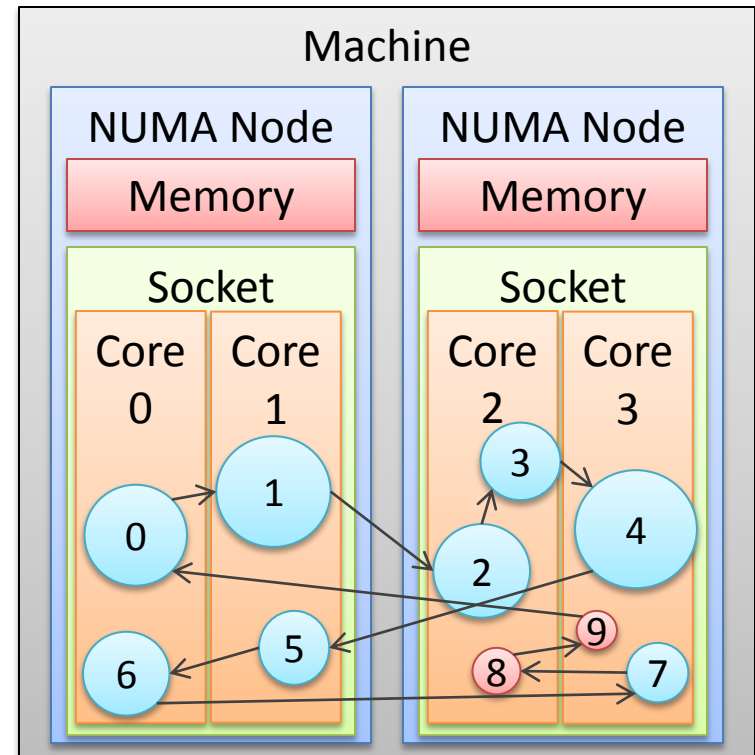 Machine
NUMA Node
Memory
Socket
Core
0
Core
1
0
1
5
6
NUMA Node
Memory
Socket
Core
2
Core
3
3
4
2
9
8
7